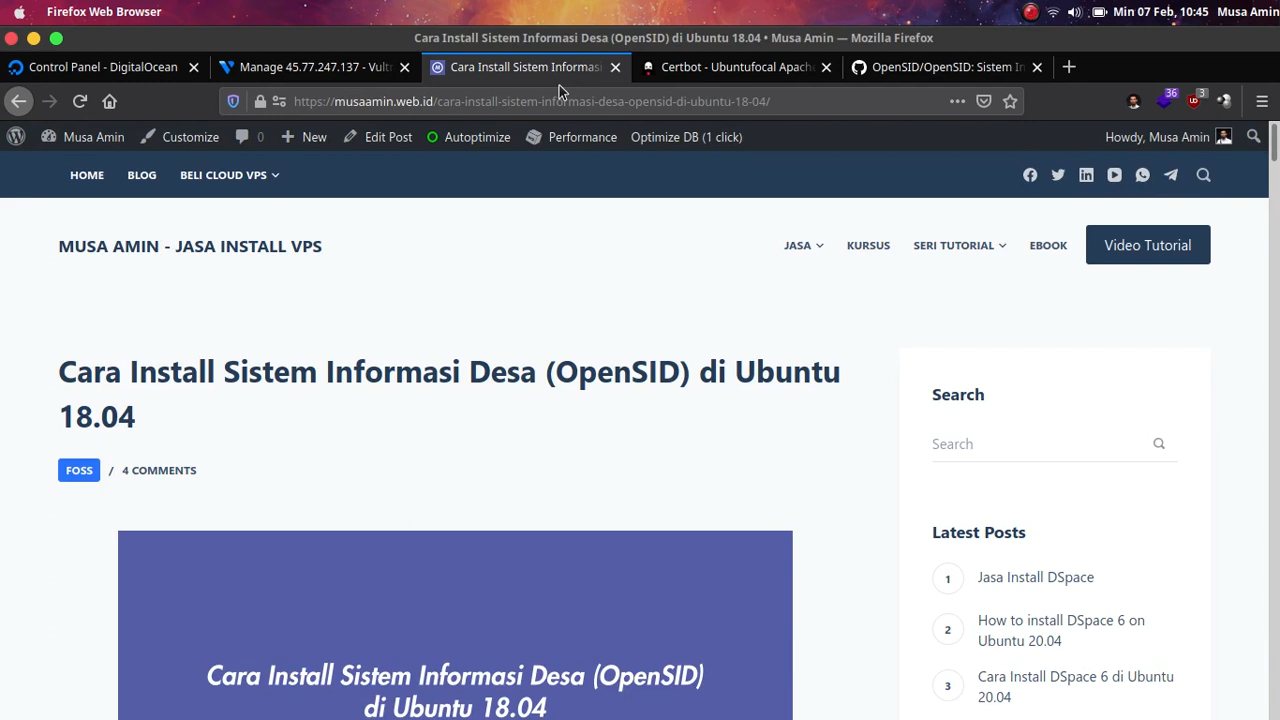 Firefox Web Browser
36
3
Min 07 Feb, 10:45
Musa Amin
Cara Install Sistem Informasi Desa (OpenSID) di Ubuntu 18.04 • Musa Amin — Mozilla Firefox
Control Panel - DigitalOcean
Manage 45.77.247.137 - Vult
Cara Install Sistem Informas
Certbot - Ubuntufocal Apache
OpenSID/OpenSID: Sistem In
https://musaamin.web.id/cara-install-sistem-informasi-desa-opensid-di-ubuntu-18-04/
Musa Amin
Customize
0
New
Edit Post
Autoptimize
Performance
Optimize DB (1 click)
Howdy, Musa Amin
HOME
BLOG
BELI CLOUD VPS
MUSA AMIN - JASA INSTALL VPS
JASA
KURSUS
SERI TUTORIAL
EBOOK
Video Tutorial
Cara Install Sistem Informasi Desa (OpenSID) di Ubuntu
18.04
FOSS / 4 COMMENTS
Cara Install Sistem Informasi Desa (OpenSID)
di Ubuntu 18.04
Search
Search
Latest Posts
1 Jasa Install DSpace
2 How to install DSpace 6 on
Ubuntu 20.04
3 Cara Install DSpace 6 di Ubuntu
20.04